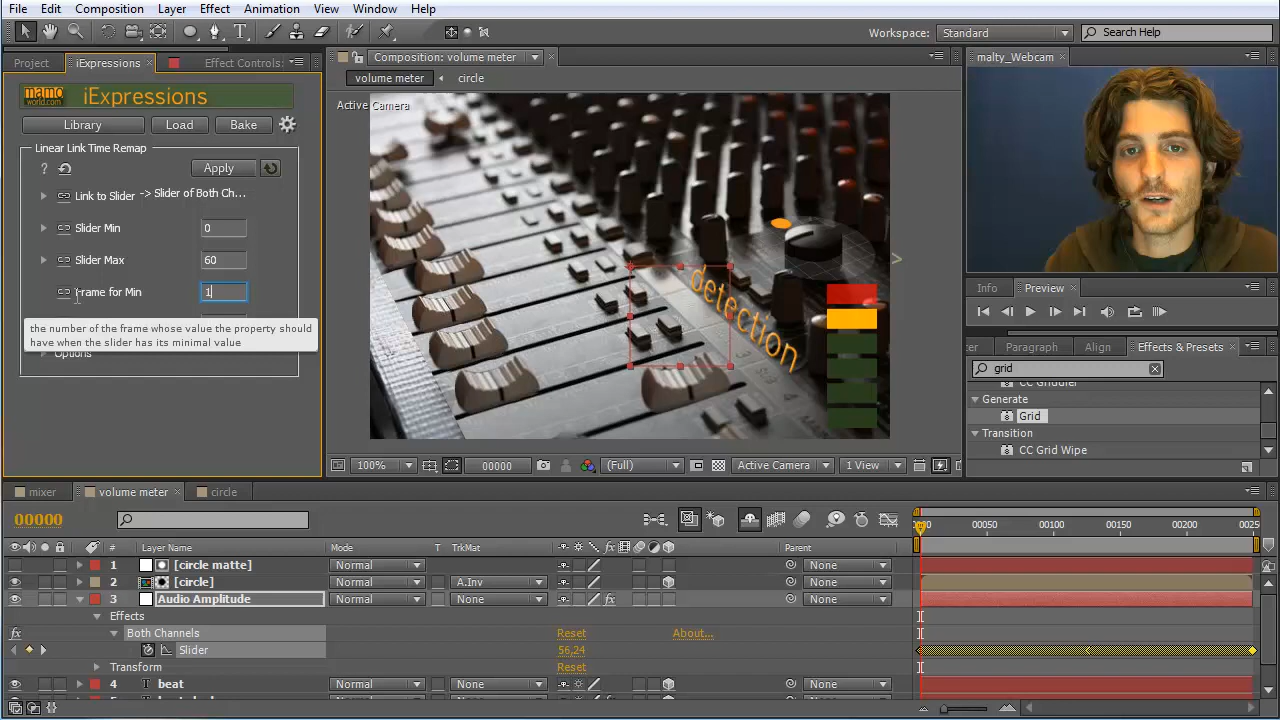 File Edit Composition Layer Effect Animation View Window Help
Workspace: Standard Search Help
Project iExpressions Effect Controls:
mamo world.com iExpressions
Library Load Bake
Linear Link Time Remap
? Apply
Link to Slider -> Slider of Both Ch...
Slider Min 0
Slider Max 60
Frame for Min 1
the number of the frame whose value the property should
have when the slider has its minimal value
Options
Composition: volume meter
volume meter circle
Active Camera
detection
100% 00000 (Full) Active Camera 1 View
malty_Webcam
Info Preview
Paragraph Align Effects & Presets
grid
CC Griddler
Generate
Grid
Transition
CC Grid Wipe
mixer volume meter circle
00000
00050 00100 00150 00200 0025
# Layer Name Mode T TrkMat Parent
1 [circle matte] Normal None
2 [circle] Normal A.Inv None
3 Audio Amplitude Normal None None
Effects
fx Both Channels Reset About...
Slider 56,24
Transform Reset
4 T beat Normal None None